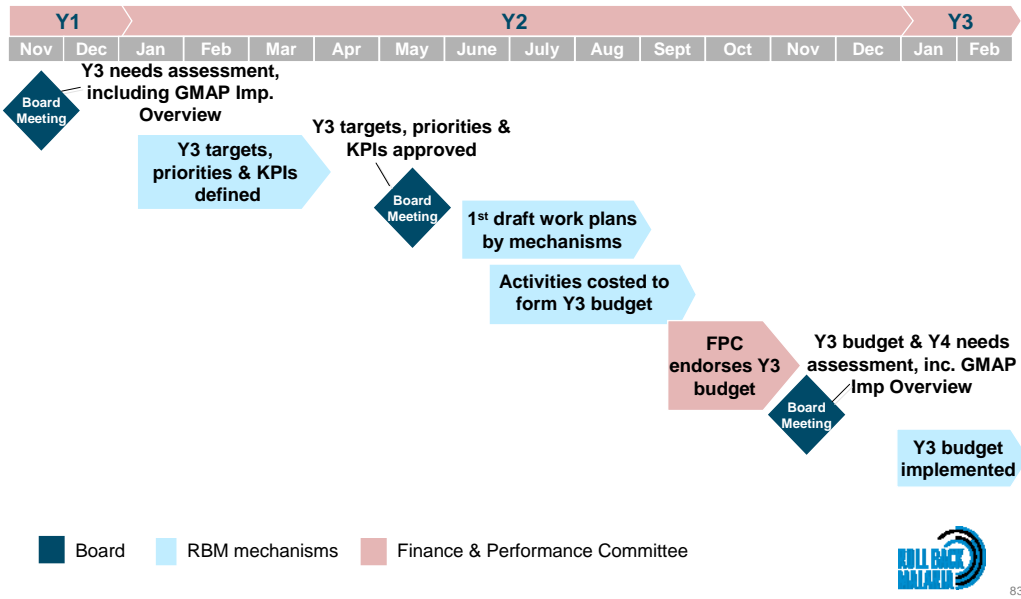 Y1
Y2
Y3
Nov Dec Jan Feb Mar Apr May June July Aug Sept Oct Nov Dec Jan Feb
Board
Meeting
Y3 needs assessment,
including GMAP Imp.
Overview
Y3 targets,
priorities & KPIs
defined
Y3 targets, priorities &
KPIs approved
Board
Meeting
1st draft work plans
by mechanisms
Activities costed to
form Y3 budget
FPC
endorses Y3
budget
Y3 budget & Y4 needs
assessment, inc. GMAP
Imp Overview
Board
Meeting
Y3 budget
implemented
Board
RBM mechanisms
Finance & Performance Committee
ROLL BACK
MALARIA
83